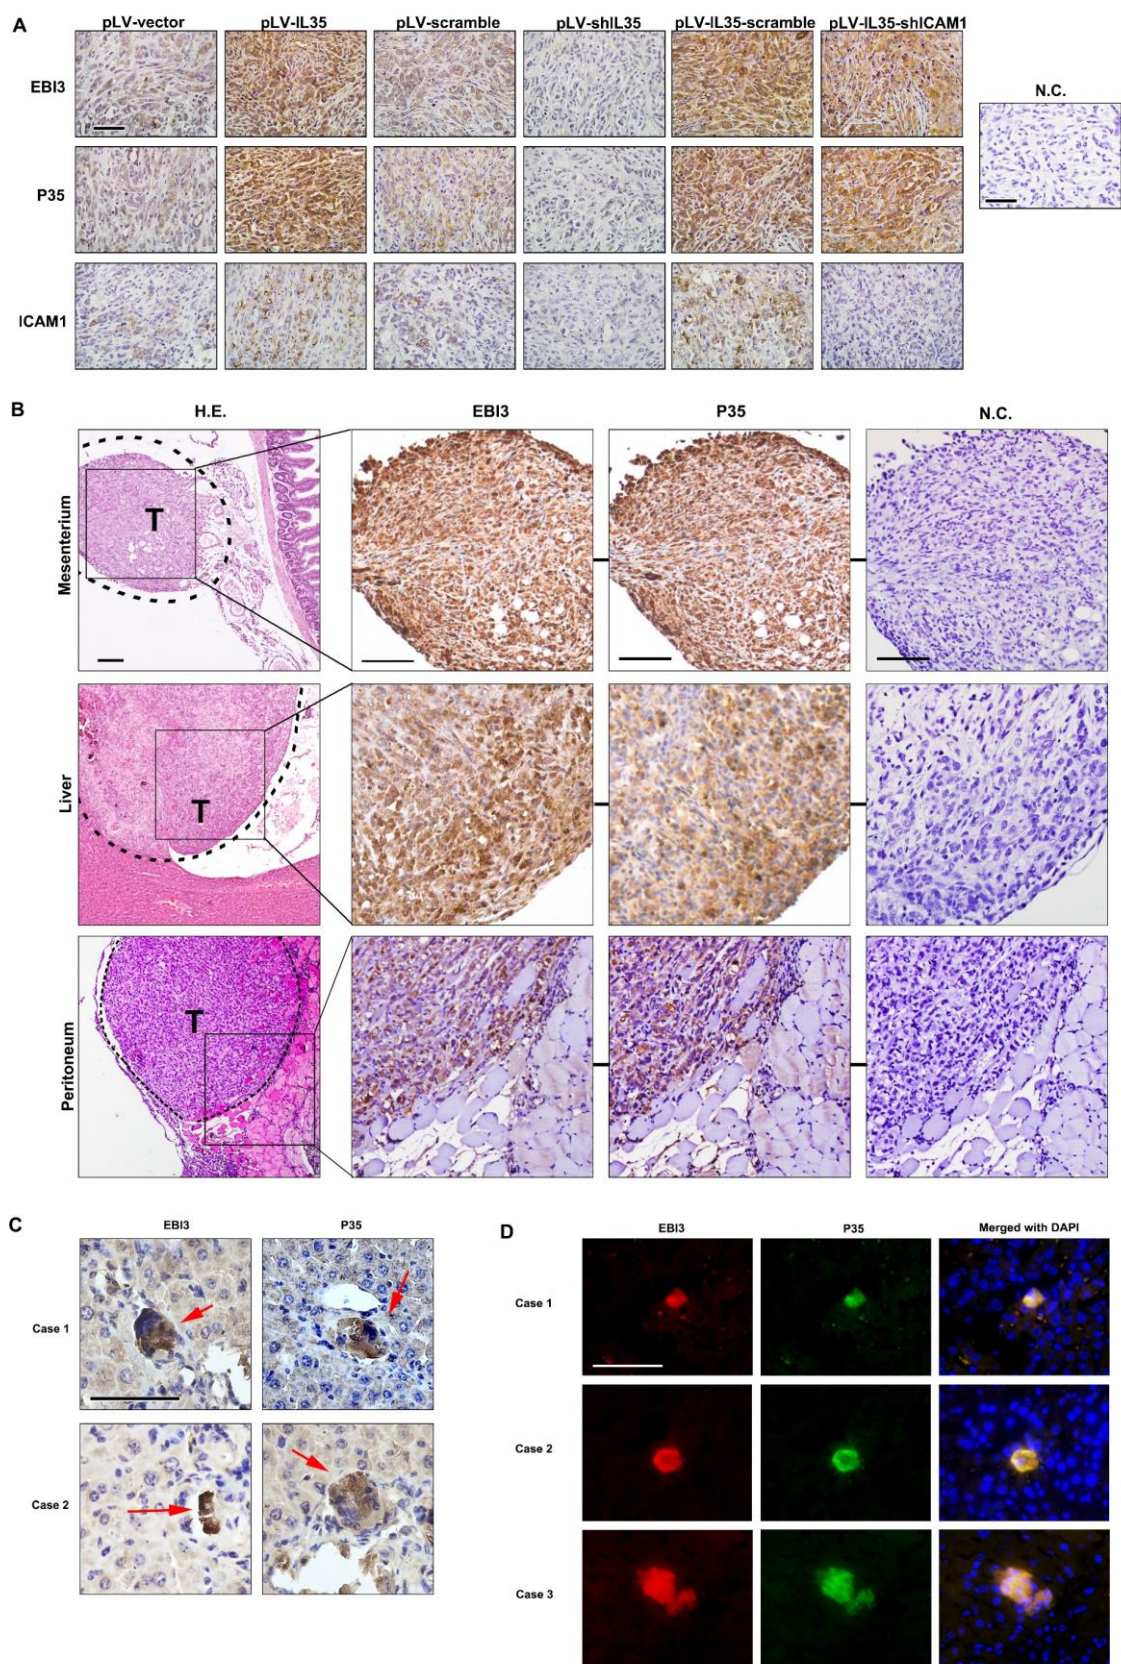 A
pLV-vector pLV-IL35 pLV-scramble pLV-shIL35 pLV-IL35-scramble pLV-IL35-shICAM1
EBI3
N.C.
P35
ICAM1
B
H.E. EBI3 P35 N.C.
Mesenterium
T
Liver
T
Peritoneum
T
C
EBI3 P35
Case 1
Case 2
D
EBI3 P35 Merged with DAPI
Case 1
Case 2
Case 3